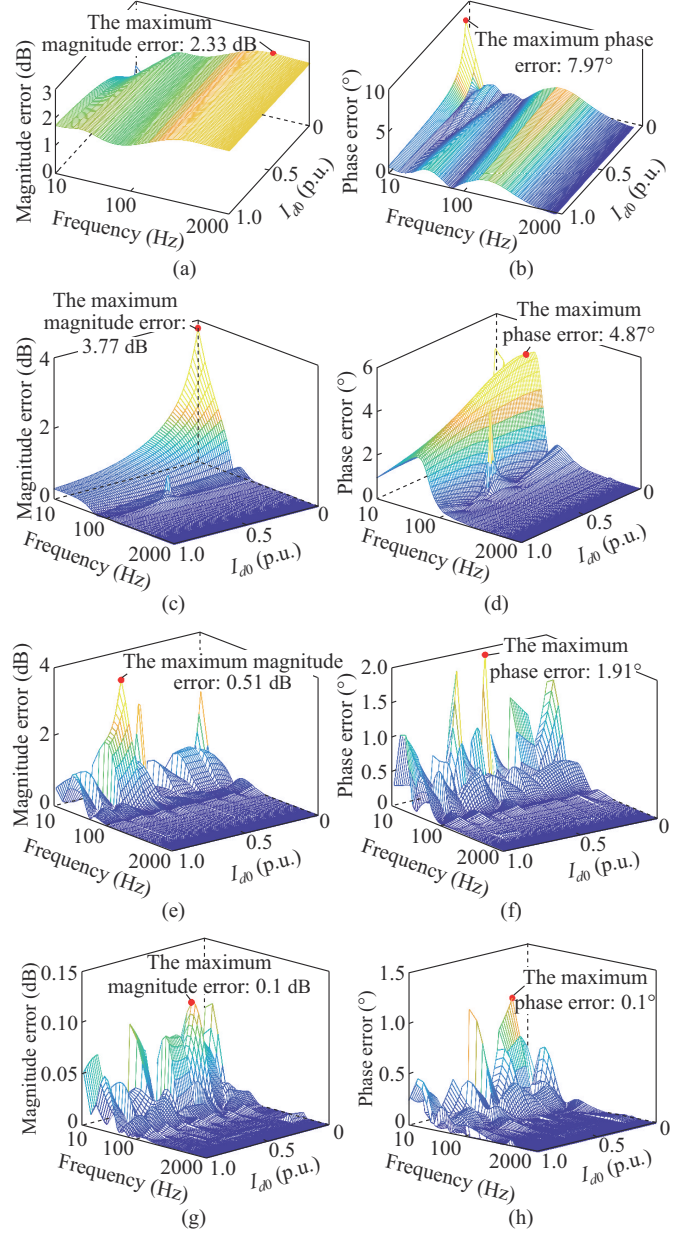 The maximum
magnitude error: 2.33 dB
Magnitude error (dB)
3
2
1
0
10
100
2000
Frequency (Hz)
1.0
0.5
0
I_d0 (p.u.)
(a)
The maximum phase
error: 7.97°
Phase error (°)
10
5
0
10
100
2000
Frequency (Hz)
1.0
0.5
0
I_d0 (p.u.)
(b)
The maximum
magnitude error:
3.77 dB
Magnitude error (dB)
4
2
0
10
100
2000
Frequency (Hz)
1.0
0.5
0
I_d0 (p.u.)
(c)
The maximum
phase error: 4.87°
Phase error (°)
6
4
2
0
10
100
2000
Frequency (Hz)
1.0
0.5
0
I_d0 (p.u.)
(d)
The maximum magnitude
error: 0.51 dB
Magnitude error (dB)
4
2
0
10
100
2000
Frequency (Hz)
1.0
0.5
0
I_d0 (p.u.)
(e)
The maximum
phase error: 1.91°
Phase error (°)
2.0
1.5
1.0
0.5
0
10
100
2000
Frequency (Hz)
1.0
0.5
0
I_d0 (p.u.)
(f)
The maximum
magnitude error: 0.1 dB
Magnitude error (dB)
0.15
0.10
0.05
0
10
100
2000
Frequency (Hz)
1.0
0.5
0
I_d0 (p.u.)
(g)
The maximum
phase error: 0.1°
Phase error (°)
1.5
1.0
0.5
0
10
100
2000
Frequency (Hz)
1.0
0.5
0
I_d0 (p.u.)
(h)